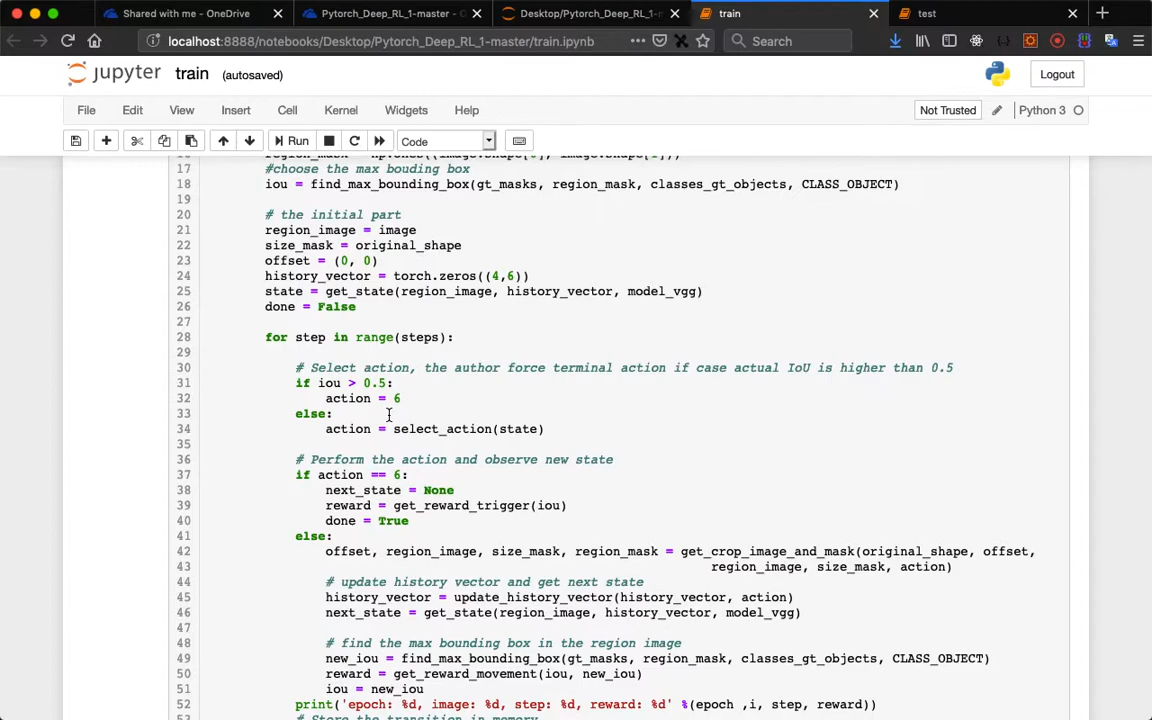 Shared with me - OneDrive
Pytorch_Deep_RL_1-master - O
Desktop/Pytorch_Deep_RL_1-
train
test
localhost:8888/notebooks/Desktop/Pytorch_Deep_RL_1-master/train.ipynb
Search
jupyter train (autosaved)
Logout
File Edit View Insert Cell Kernel Widgets Help
Not Trusted Python 3
Run Code
17 #choose the max bouding box
18 iou = find_max_bounding_box(gt_masks, region_mask, classes_gt_objects, CLASS_OBJECT)
19
20 # the initial part
21 region_image = image
22 size_mask = original_shape
23 offset = (0, 0)
24 history_vector = torch.zeros((4,6))
25 state = get_state(region_image, history_vector, model_vgg)
26 done = False
27
28 for step in range(steps):
29
30 # Select action, the author force terminal action if case actual IoU is higher than 0.5
31 if iou > 0.5:
32 action = 6
33 else:
34 action = select_action(state)
35
36 # Perform the action and observe new state
37 if action == 6:
38 next_state = None
39 reward = get_reward_trigger(iou)
40 done = True
41 else:
42 offset, region_image, size_mask, region_mask = get_crop_image_and_mask(original_shape, offset,
43 region_image, size_mask, action)
44 # update history vector and get next state
45 history_vector = update_history_vector(history_vector, action)
46 next_state = get_state(region_image, history_vector, model_vgg)
47
48 # find the max bounding box in the region image
49 new_iou = find_max_bounding_box(gt_masks, region_mask, classes_gt_objects, CLASS_OBJECT)
50 reward = get_reward_movement(iou, new_iou)
51 iou = new_iou
52 print('epoch: %d, image: %d, step: %d, reward: %d' %(epoch ,i, step, reward))
53 # Store the transition in memory